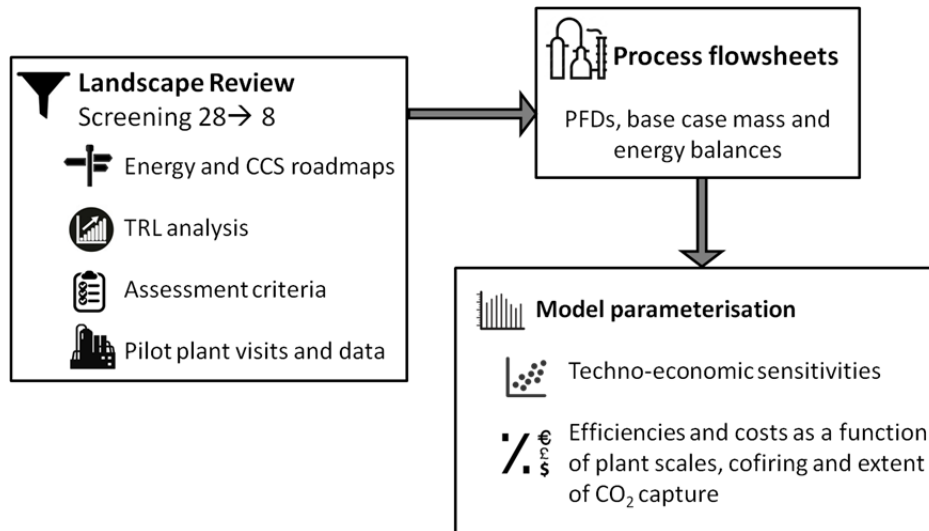 Landscape Review
Screening 28→ 8
Energy and CCS roadmaps
TRL analysis
Assessment criteria
Pilot plant visits and data
Process flowsheets
PFDs, base case mass and
energy balances
Model parameterisation
Techno-economic sensitivities
€
£
$
Efficiencies and costs as a function
of plant scales, cofiring and extent
of CO₂ capture